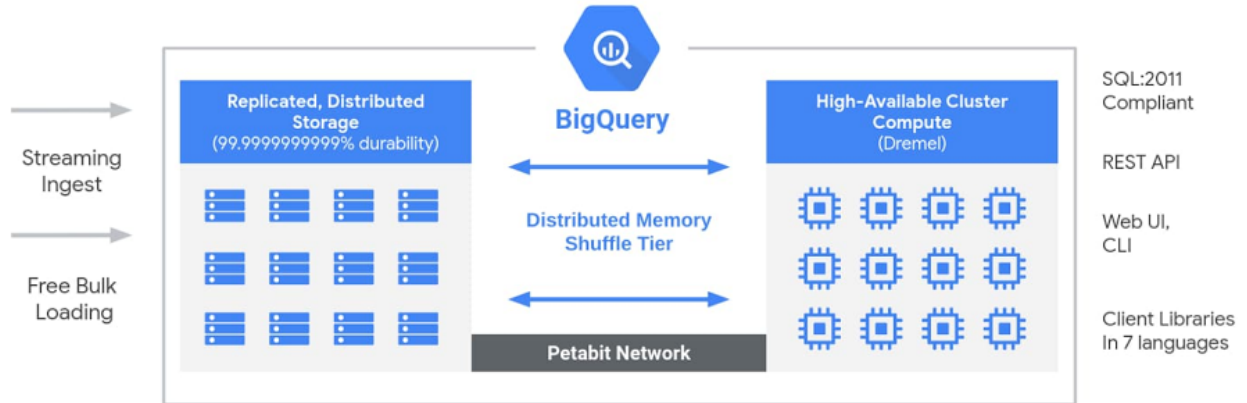 BigQuery
Streaming
Ingest
Free Bulk
Loading
Replicated, Distributed
Storage
(99.9999999999% durability)
Distributed Memory
Shuffle Tier
Petabit Network
High-Available Cluster
Compute
(Dremel)
SQL:2011
Compliant
REST API
Web UI,
CLI
Client Libraries
In 7 languages